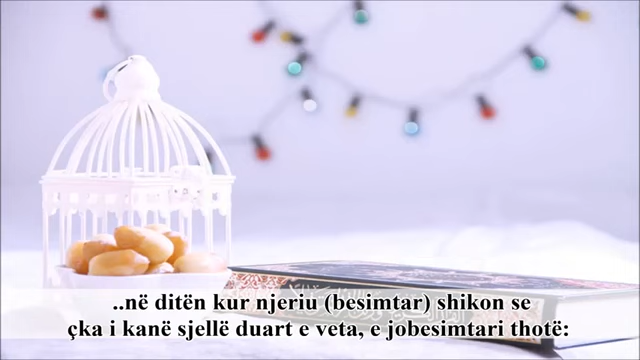 ..në ditën kur njeriu (besimtar) shikon se
çka i kanë sjellë duart e veta, e jobesimtari thotë: